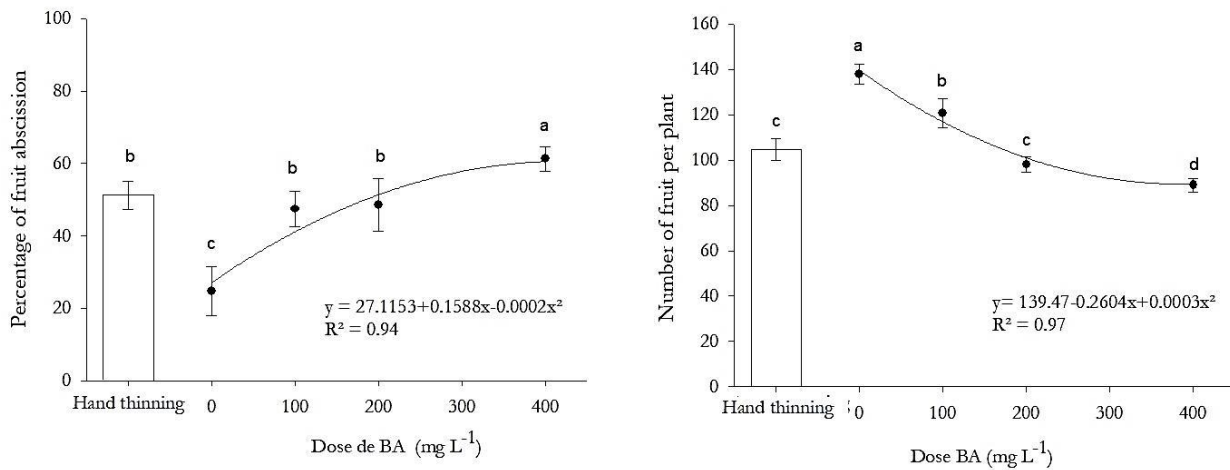 100
80
60
40
20
0
Percentage of fruit abscission
b
c
b
b
a
y = 27.1153+0.1588x-0.0002x²
R² = 0.94
Hand thinning 0 100 200 300 400
Dose de BA (mg L⁻¹)
160
140
120
100
80
60
40
20
0
Number of fruit per plant
c
a
b
c
d
y= 139.47-0.2604x+0.0003x²
R² = 0.97
Hand thinning 0 100 200 300 400
Dose BA (mg L⁻¹)